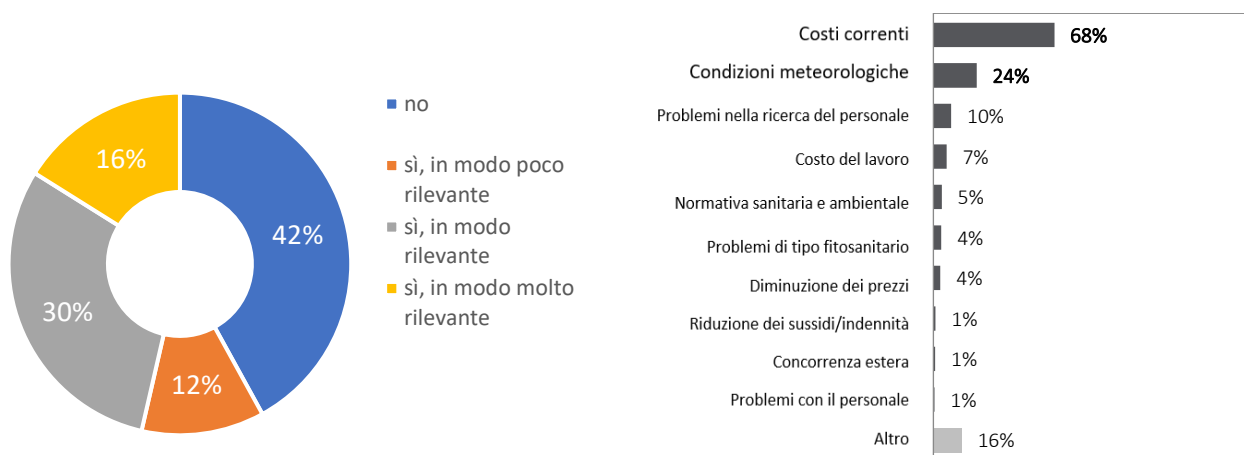 42%
12%
30%
16%
no
sì, in modo poco
rilevante
sì, in modo
rilevante
sì, in modo molto
rilevante
Costi correnti 68%
Condizioni meteorologiche 24%
Problemi nella ricerca del personale 10%
Costo del lavoro 7%
Normativa sanitaria e ambientale 5%
Problemi di tipo fitosanitario 4%
Diminuzione dei prezzi 4%
Riduzione dei sussidi/indennità 1%
Concorrenza estera 1%
Problemi con il personale 1%
Altro 16%